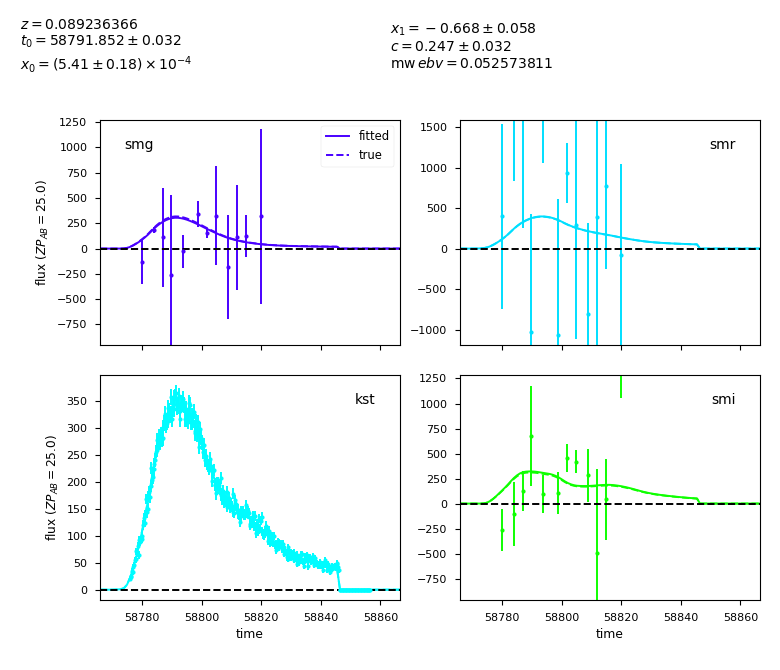 z = 0.089236366
t₀ = 58791.852 ± 0.032
x₀ = (5.41 ± 0.18) × 10⁻⁴
x₁ = −0.668 ± 0.058
c = 0.247 ± 0.032
mw ebv = 0.052573811
1250
1000
750
500
250
0
−250
−500
−750
flux (ZP_AB = 25.0)
smg
fitted
true
1500
1000
500
0
−500
−1000
smr
350
300
250
200
150
100
50
0
flux (ZP_AB = 25.0)
kst
58780
58800
58820
58840
58860
time
1250
1000
750
500
250
0
−250
−500
−750
smi
58780
58800
58820
58840
58860
time